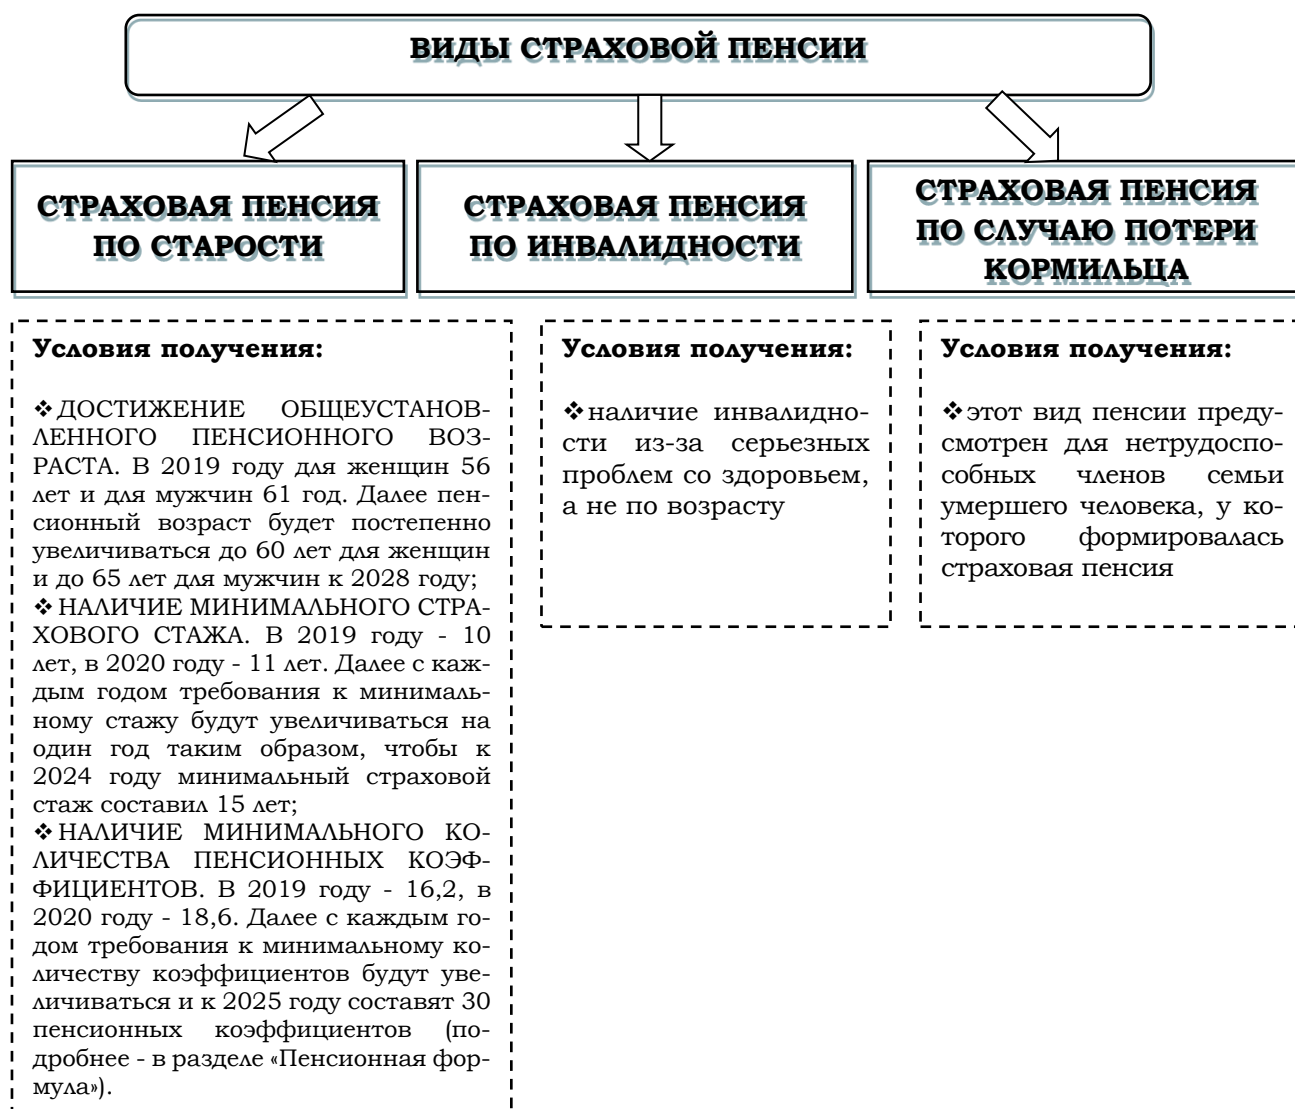 ВИДЫ СТРАХОВОЙ ПЕНСИИ
СТРАХОВАЯ ПЕНСИЯ
ПО СТАРОСТИ
СТРАХОВАЯ ПЕНСИЯ
ПО ИНВАЛИДНОСТИ
СТРАХОВАЯ ПЕНСИЯ
ПО СЛУЧАЮ ПОТЕРИ
КОРМИЛЬЦА
Условия получения:
❖ ДОСТИЖЕНИЕ ОБЩЕУСТАНОВ-
ЛЕННОГО ПЕНСИОННОГО ВОЗ-
РАСТА. В 2019 году для женщин 56
лет и для мужчин 61 год. Далее пен-
сионный возраст будет постепенно
увеличиваться до 60 лет для женщин
и до 65 лет для мужчин к 2028 году;
❖ НАЛИЧИЕ МИНИМАЛЬНОГО СТРА-
ХОВОГО СТАЖА. В 2019 году - 10
лет, в 2020 году - 11 лет. Далее с каж-
дым годом требования к минималь-
ному стажу будут увеличиваться на
один год таким образом, чтобы к
2024 году минимальный страховой
стаж составил 15 лет;
❖ НАЛИЧИЕ МИНИМАЛЬНОГО КО-
ЛИЧЕСТВА ПЕНСИОННЫХ КОЭФ-
ФИЦИЕНТОВ. В 2019 году - 16,2, в
2020 году - 18,6. Далее с каждым го-
дом требования к минимальному ко-
личеству коэффициентов будут уве-
личиваться и к 2025 году составят 30
пенсионных коэффициентов (по-
дробнее - в разделе «Пенсионная фор-
мула»).
Условия получения:
❖ наличие инвалидно-
сти из-за серьезных
проблем со здоровьем,
а не по возрасту
Условия получения:
❖ этот вид пенсии преду-
смотрен для нетрудоспо-
собных членов семьи
умершего человека, у ко-
торого формировалась
страховая пенсия